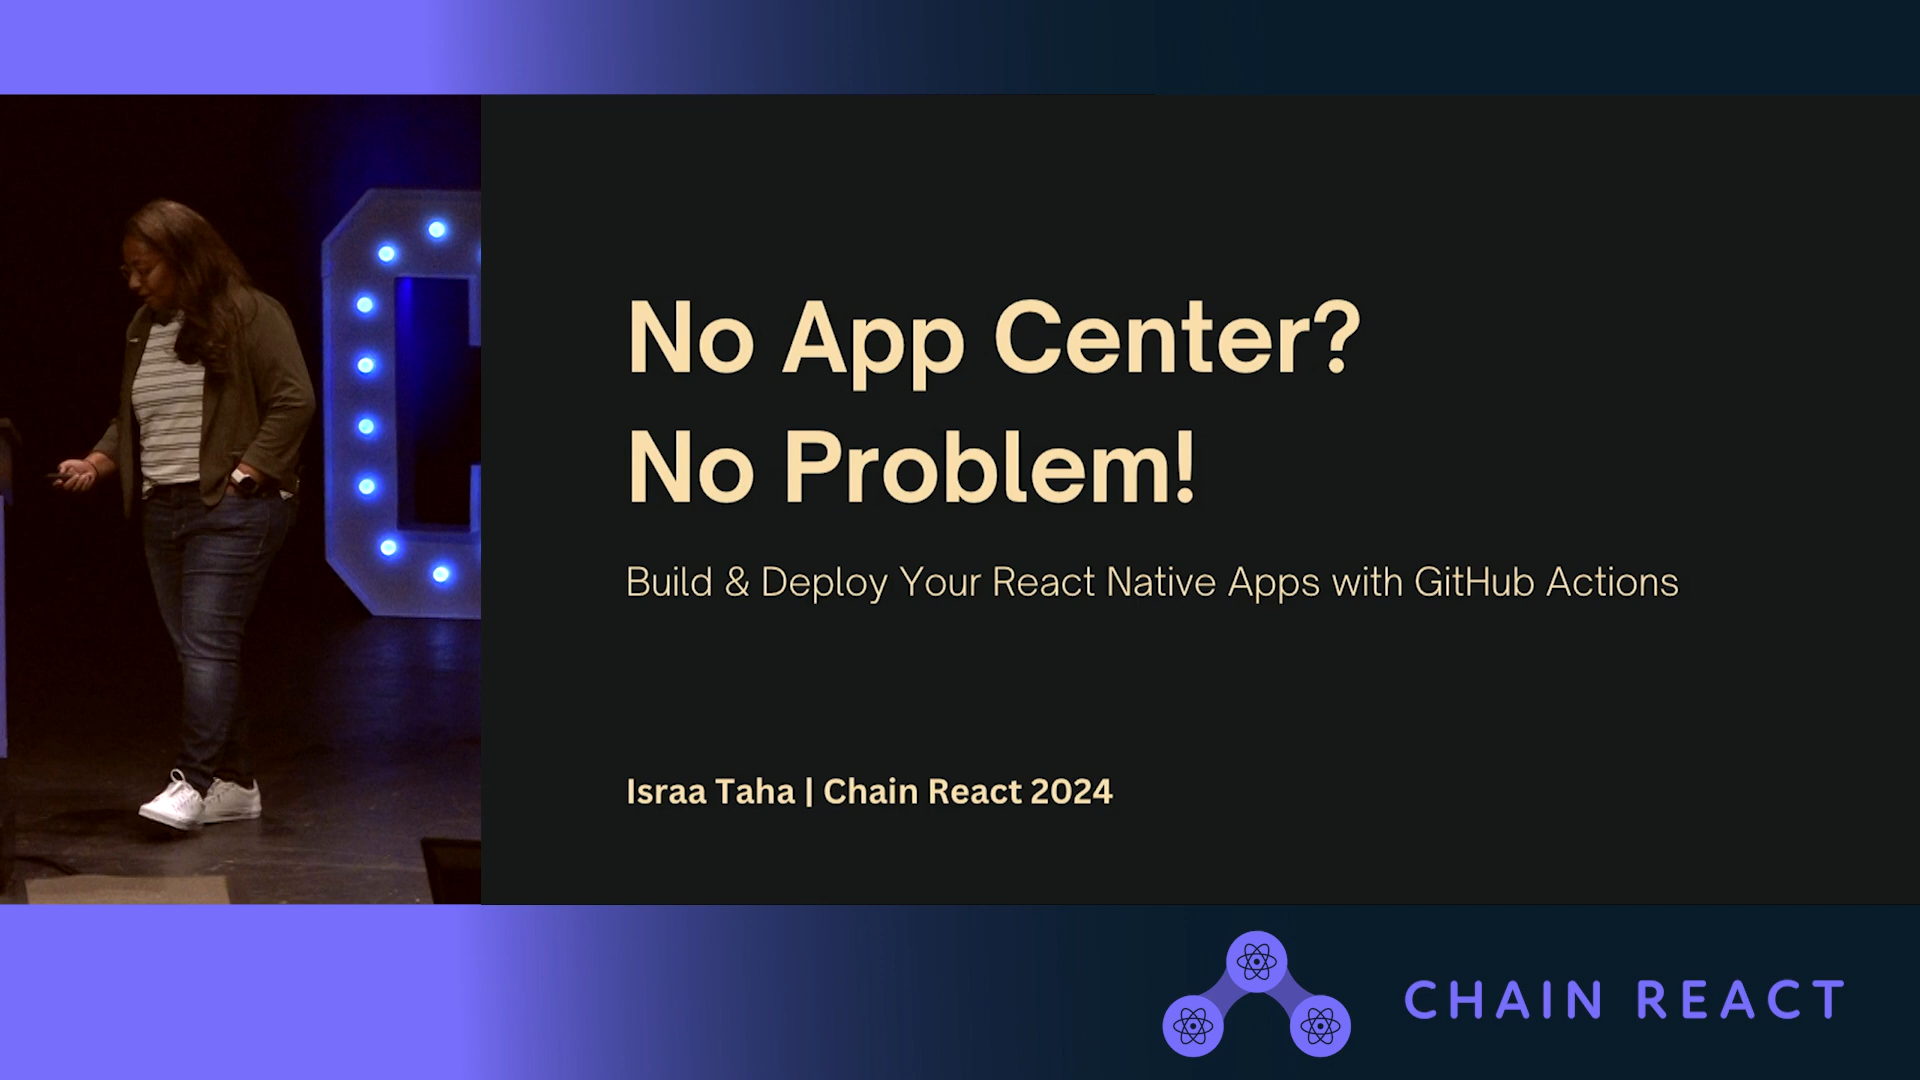 No App Center?
No Problem!
Build & Deploy Your React Native Apps with GitHub Actions
Israa Taha | Chain React 2024
CHAIN REACT